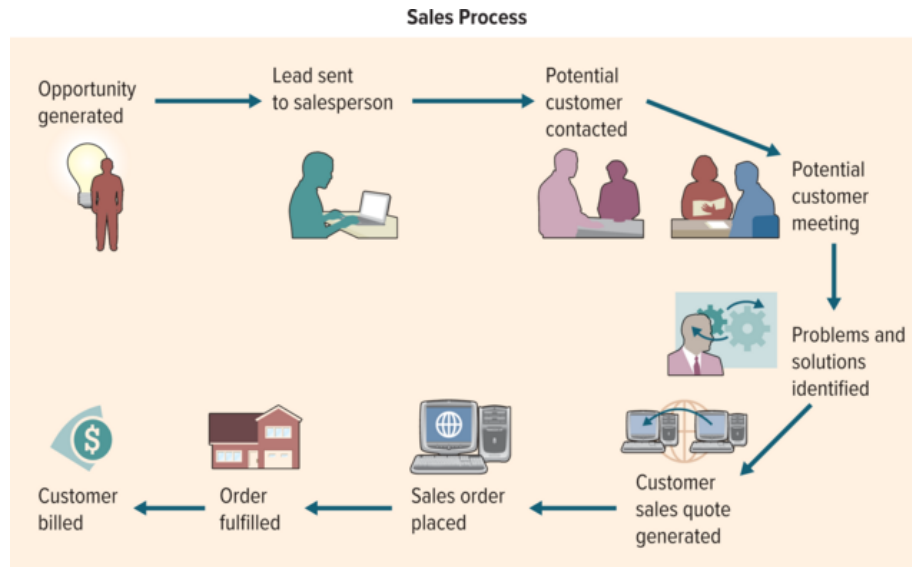 Sales Process
Opportunity
generated
Lead sent
to salesperson
Potential
customer
contacted
Potential
customer
meeting
Problems and
solutions
identified
Customer
sales quote
generated
Sales order
placed
Order
fulfilled
$
Customer
billed